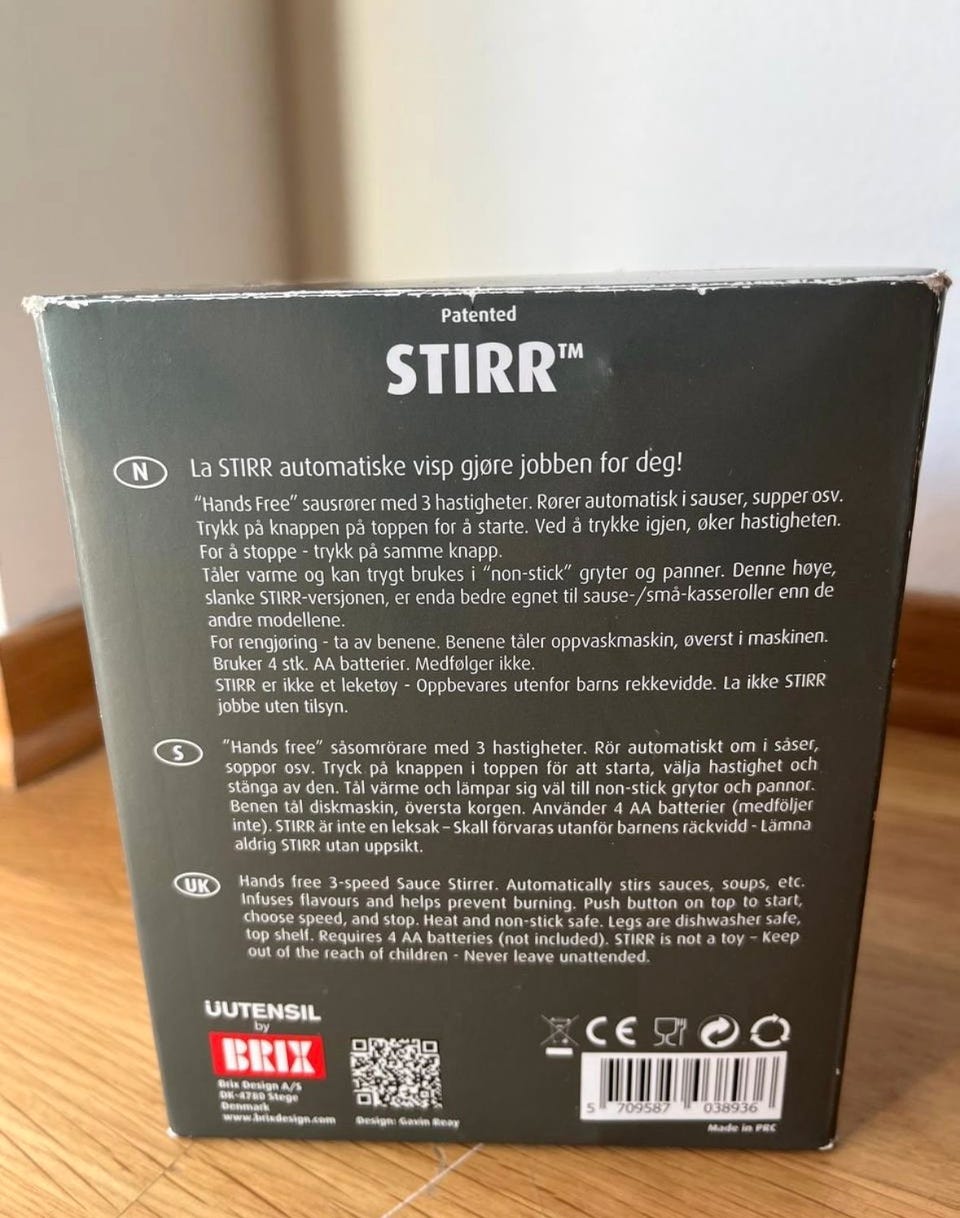 Patented
STIRR™
N
La STIRR automatiske visp gjøre jobben for deg!
"Hands Free" sausrører med 3 hastigheter. Rører automatisk i sauser, supper osv.
Trykk på knappen på toppen for å starte. Ved å trykke igjen, øker hastigheten.
For å stoppe - trykk på samme knapp.
Tåler varme og kan trygt brukes i "non-stick" gryter og panner. Denne høye,
slanke STIRR-versjonen, er enda bedre egnet til sause-/små-kasseroller enn de
andre modellene.
For rengjøring - ta av benene. Benene tåler oppvaskmaskin, øverst i maskinen.
Bruker 4 stk. AA batterier. Medfølger ikke.
STIRR er ikke et leketøy - Oppbevares utenfor barns rekkevidde. La ikke STIRR
jobbe uten tilsyn.
S
"Hands free" såsomrörare med 3 hastigheter. Rör automatiskt om i såser,
soppor osv. Tryck på knappen i toppen för att starta, välja hastighet och
stänga av den. Tål värme och lämpar sig väl till non-stick grytor och pannor.
Benen tål diskmaskin, översta korgen. Använder 4 AA batterier (medföljer
inte). STIRR är inte en leksak – Skall förvaras utanför barnens räckvidd - Lämna
aldrig STIRR utan uppsikt.
UK
Hands free 3-speed Sauce Stirrer. Automatically stirs sauces, soups, etc.
Infuses flavours and helps prevent burning. Push button on top to start,
choose speed, and stop. Heat and non-stick safe. Legs are dishwasher safe,
top shelf. Requires 4 AA batteries (not included). STIRR is not a toy – Keep
out of the reach of children - Never leave unattended.
ÜUTENSIL
by
BRIX
Brix Design A/S
DK-4780 Stege
Denmark
www.brixdesign.com
Design: Gavin Reay
CE
5 709587 038936
Made in PRC